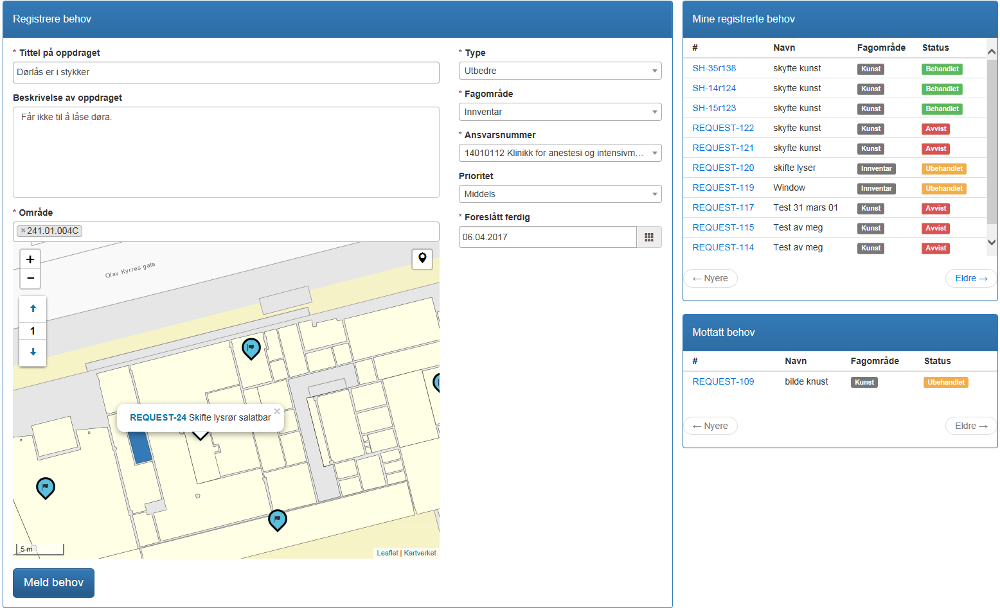 Registrere behov
* Tittel på oppdraget
Dørlås er i stykker
Beskrivelse av oppdraget
Får ikke til å låse døra.
* Område
×241.01.004C
+
−
1
Olav Kyrres gate
REQUEST-24 Skifte lysrør salatbar ×
5 m
Leaflet | Kartverket
Meld behov
* Type
Utbedre
* Fagområde
Innventar
* Ansvarsnummer
14010112 Klinikk for anestesi og intensivm...
Prioritet
Middels
* Foreslått ferdig
06.04.2017
Mine registrerte behov
# Navn Fagområde Status
SH-35r138 skyfte kunst Kunst Behandlet
SH-14r124 skyfte kunst Kunst Behandlet
SH-15r123 skyfte kunst Kunst Behandlet
REQUEST-122 skyfte kunst Kunst Avvist
REQUEST-121 skyfte kunst Kunst Avvist
REQUEST-120 skifte lyser Innventar Ubehandlet
REQUEST-119 Window Innventar Ubehandlet
REQUEST-117 Test 31 mars 01 Kunst Avvist
REQUEST-115 Test av meg Kunst Avvist
REQUEST-114 Test av meg Kunst Avvist
← Nyere Eldre →
Mottatt behov
# Navn Fagområde Status
REQUEST-109 bilde knust Kunst Ubehandlet
← Nyere Eldre →